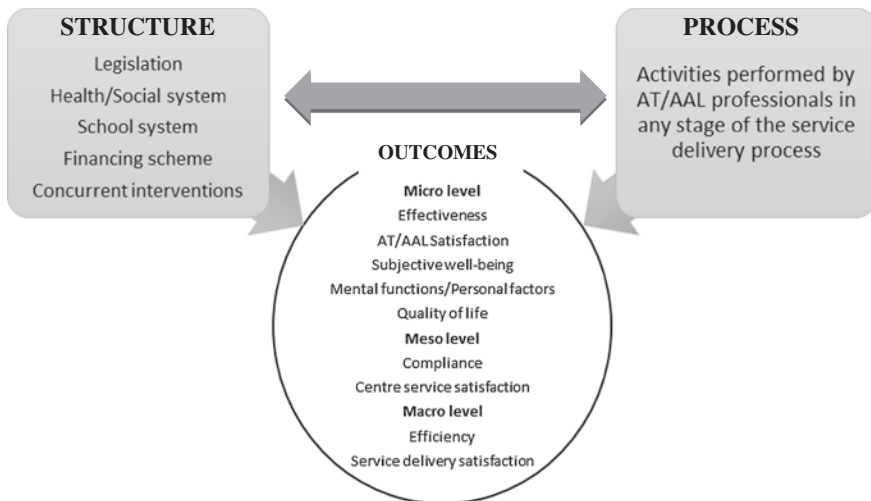 STRUCTURE
Legislation
Health/Social system
School system
Financing scheme
Concurrent interventions
PROCESS
Activities performed by
AT/AAL professionals in
any stage of the service
delivery process
OUTCOMES
Micro level
Effectiveness
AT/AAL Satisfaction
Subjective well-being
Mental functions/Personal factors
Quality of life
Meso level
Compliance
Centre service satisfaction
Macro level
Efficiency
Service delivery satisfaction